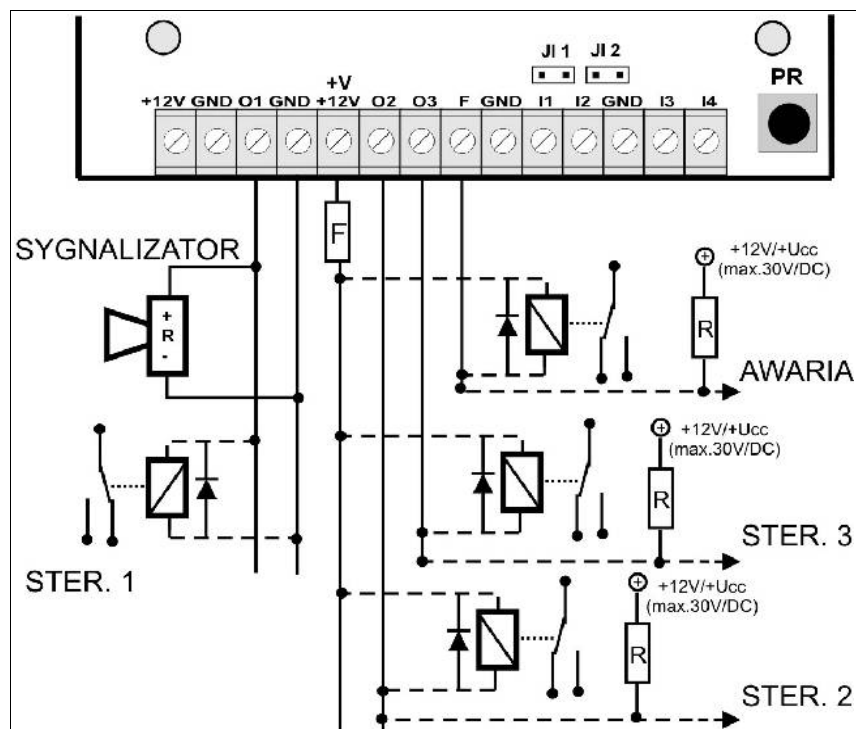 JI 1 JI 2
PR
+V
+12V GND O1 GND +12V O2 O3 F GND I1 I2 GND I3 I4
F
SYGNALIZATOR
+ R -
+12V/+Ucc
(max.30V/DC)
R
AWARIA
+12V/+Ucc
(max.30V/DC)
R
STER. 3
STER. 1
+12V/+Ucc
(max.30V/DC)
R
STER. 2